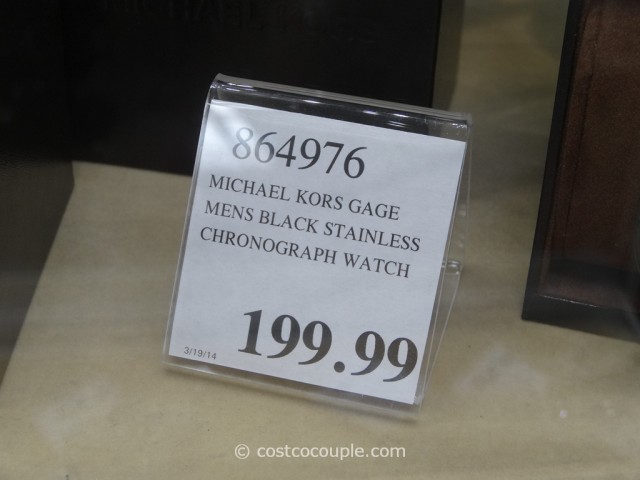 864976
MICHAEL KORS GAGE
MENS BLACK STAINLESS
CHRONOGRAPH WATCH
199.99
3/19/14
© costcocouple.com